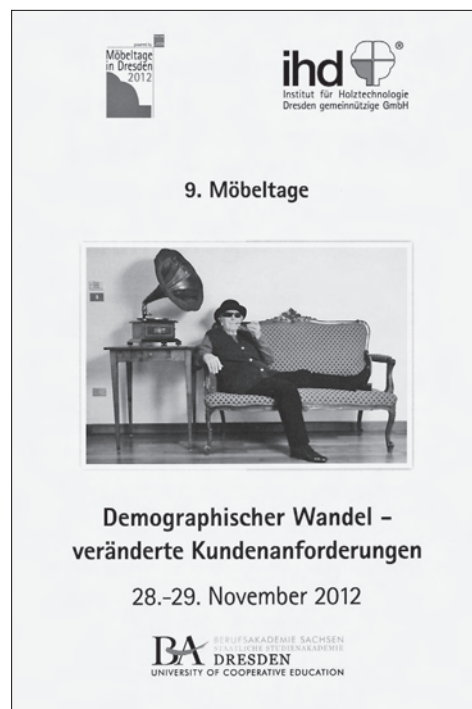 Möbeltage
in Dresden
2012
ihd®
Institut für Holztechnologie
Dresden gemeinnützige GmbH
9. Möbeltage
Demographischer Wandel –
veränderte Kundenanforderungen
28.-29. November 2012
BA BERUFSAKADEMIE SACHSEN
STAATLICHE STUDIENAKADEMIE
DRESDEN
UNIVERSITY OF COOPERATIVE EDUCATION